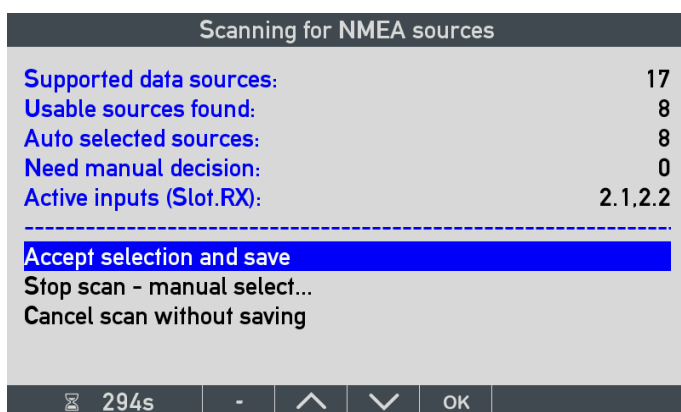 Scanning for NMEA sources
Supported data sources: 17
Usable sources found: 8
Auto selected sources: 8
Need manual decision: 0
Active inputs (Slot.RX): 2.1,2.2
Accept selection and save
Stop scan - manual select...
Cancel scan without saving
294s - OK